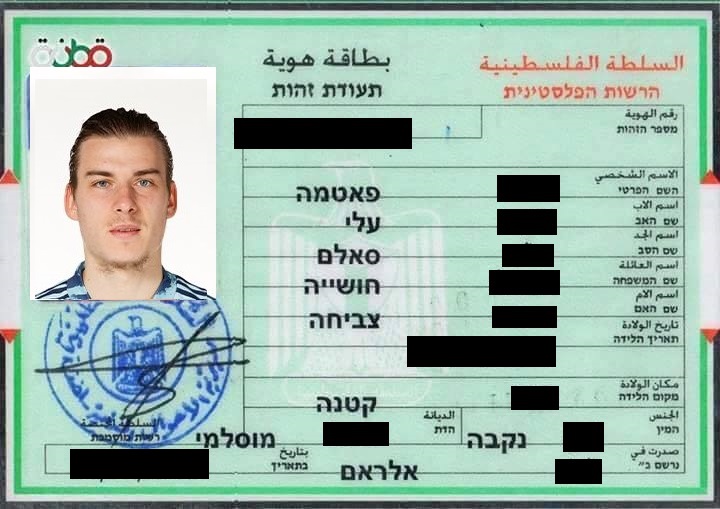 قطنة
بطاقة هوية
السلطة الفلسطينية
תעודת זהות
הרשות הפלסטינית
رقم الهوية
מספר הזהות
الاسم الشخصي
השם הפרטי
פאטמה
اسم الاب
שם האב
עלי
اسم الجد
שם הסב
סאלם
اسم العائلة
שם המשפחה
חושייה
اسم الام
שם האם
צביחה
تاريخ الولادة
תאריך הלידה
مكان الولادة
מקום הלידה
קטנה
الجنس
המין
נקבה
الديانة
הדת
מוסלמי
صدرت في
נרשם ב"
אלראם
بتاريخ
בתאריך
السلطة المختصة
רשות מוסמכת